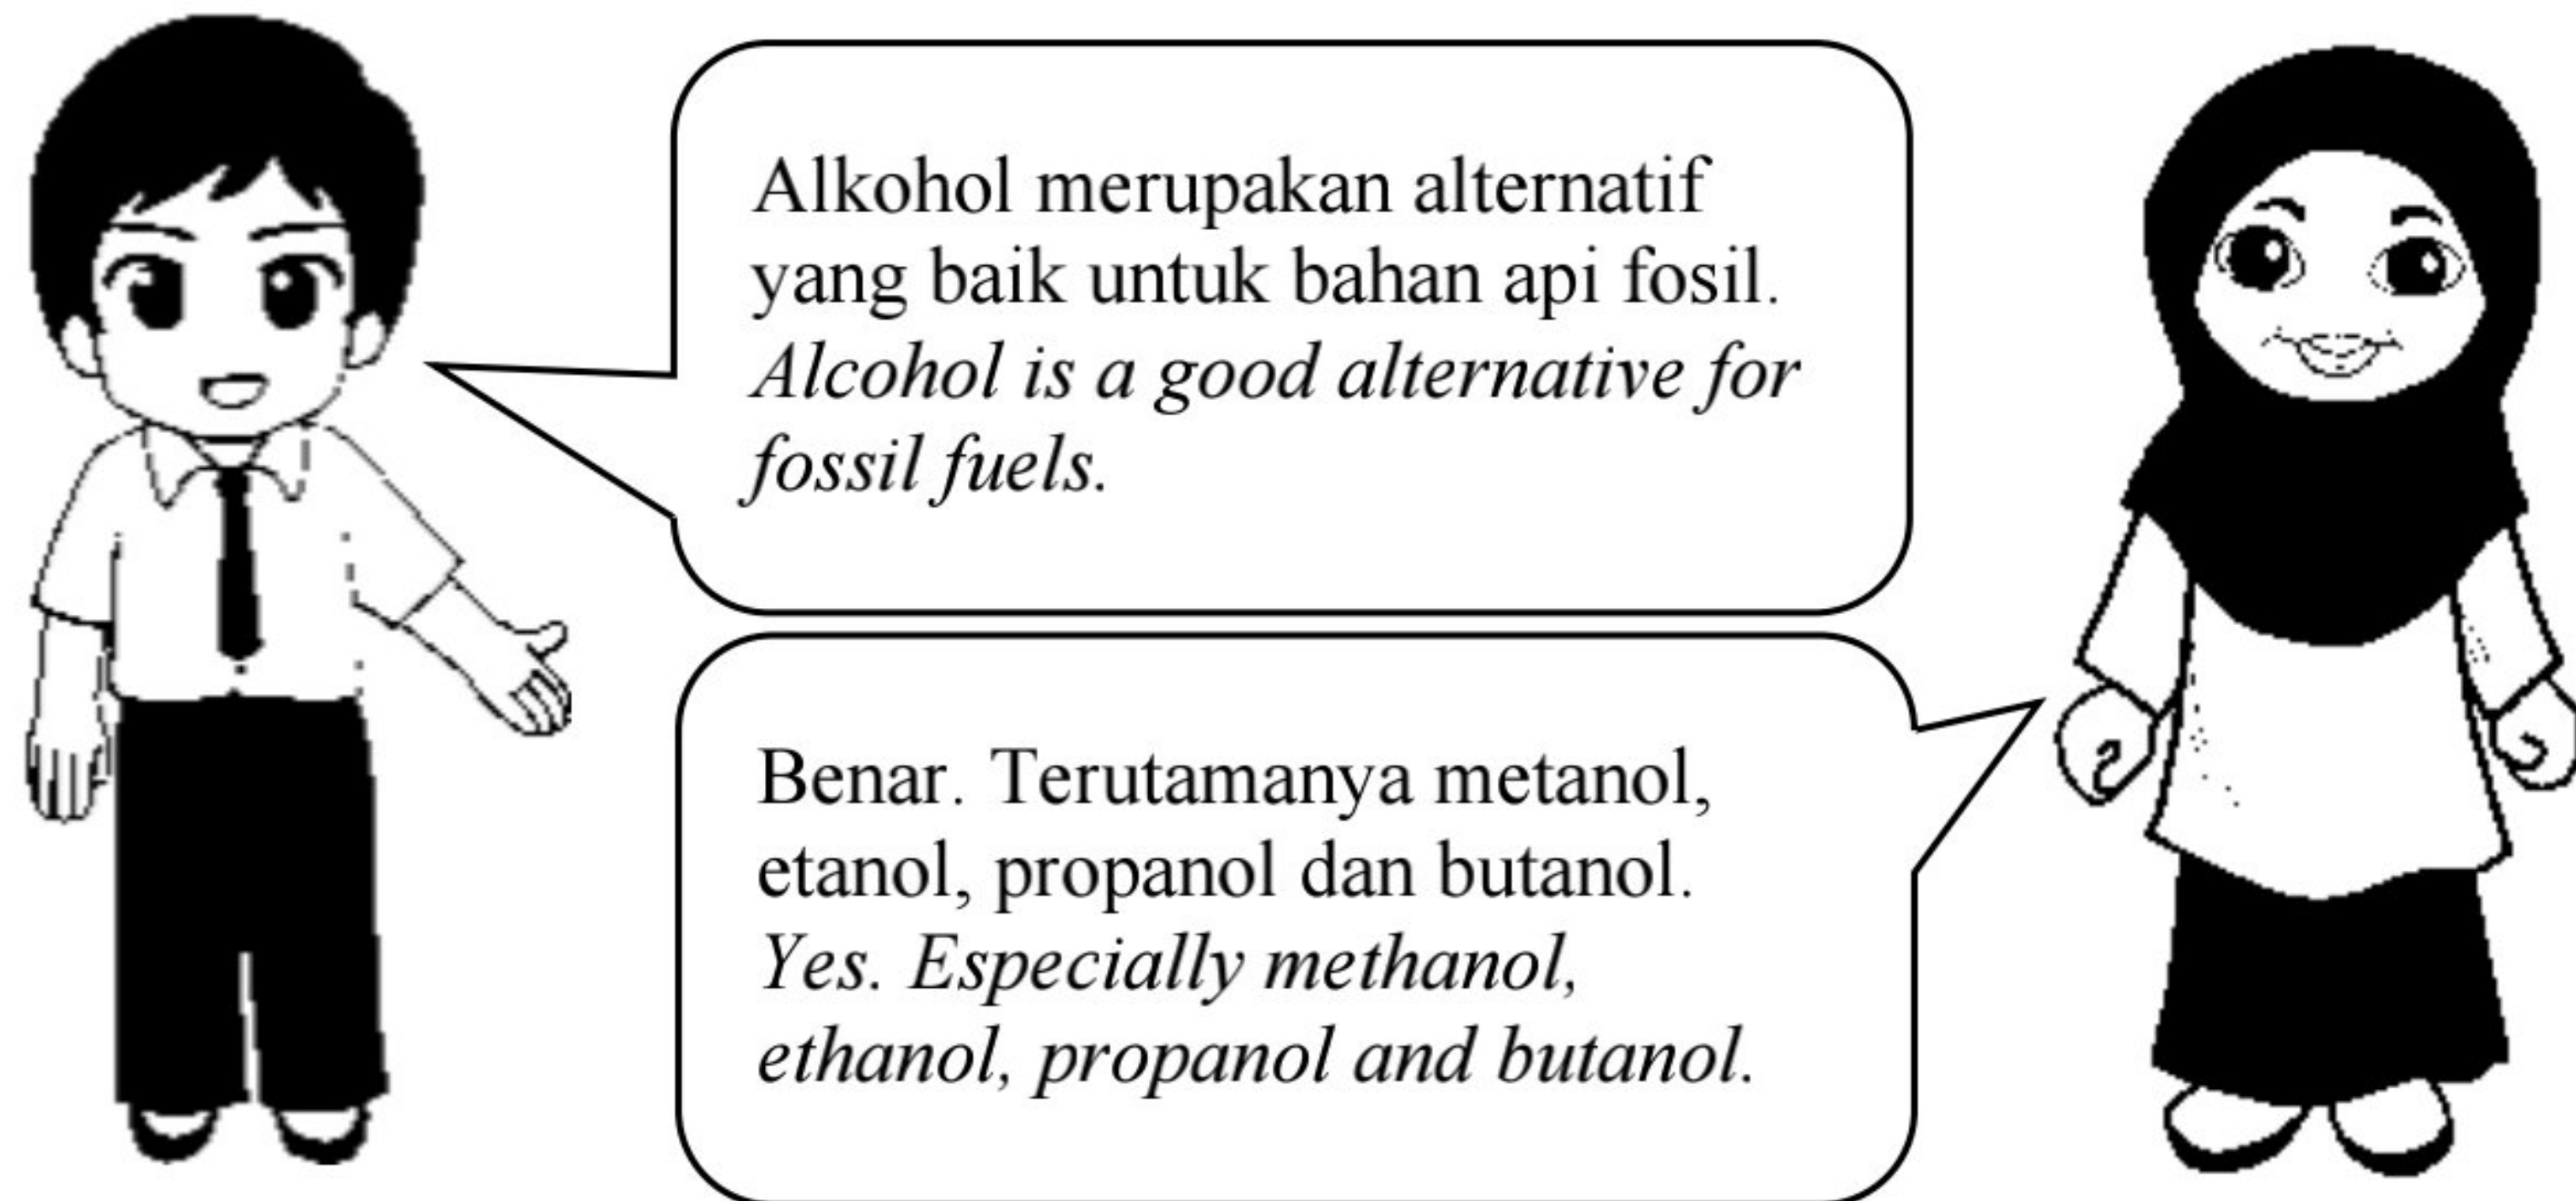 Alkohol merupakan alternatif
yang baik untuk bahan api fosil.
Alcohol is a good alternative for
fossil fuels.
Benar. Terutamanya metanol,
etanol, propanol dan butanol.
Yes. Especially methanol,
ethanol, propanol and butanol.